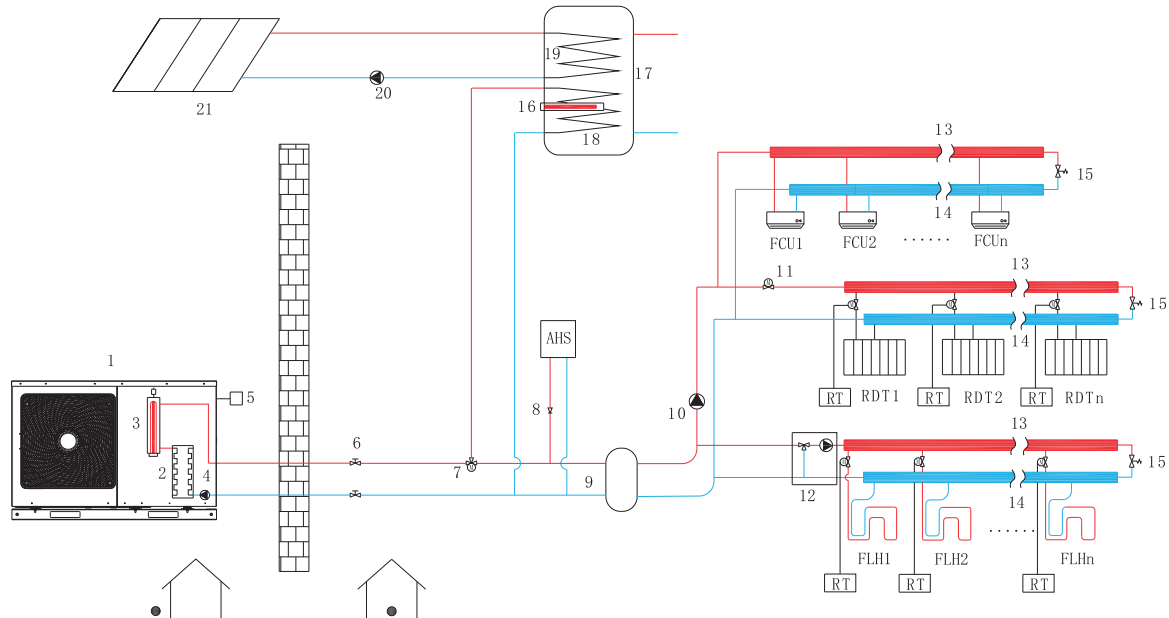 19
17
21
20
16
18
13
15
14
FCU1
FCU2
......
FCUn
11
13
15
14
RDT1
RDT2
RDTn
RT
RT
RT
AHS
1
5
3
2
4
6
7
8
9
10
13
15
14
12
FLH1
FLH2
......
FLHn
RT
RT
RT